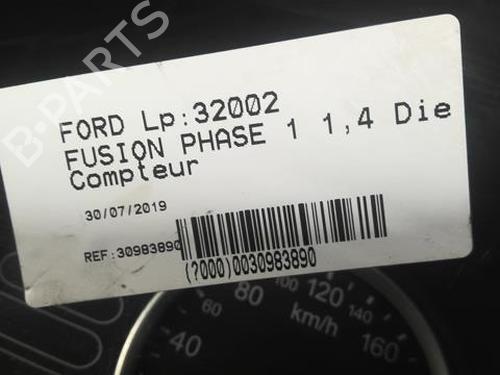 B-PARTS
FORD Lp:32002
FUSION PHASE 1 1,4 Die
Compteur
30/07/2019
REF:30983890
(?000)0030983890
40
60
80
100
120
140
160
km/h